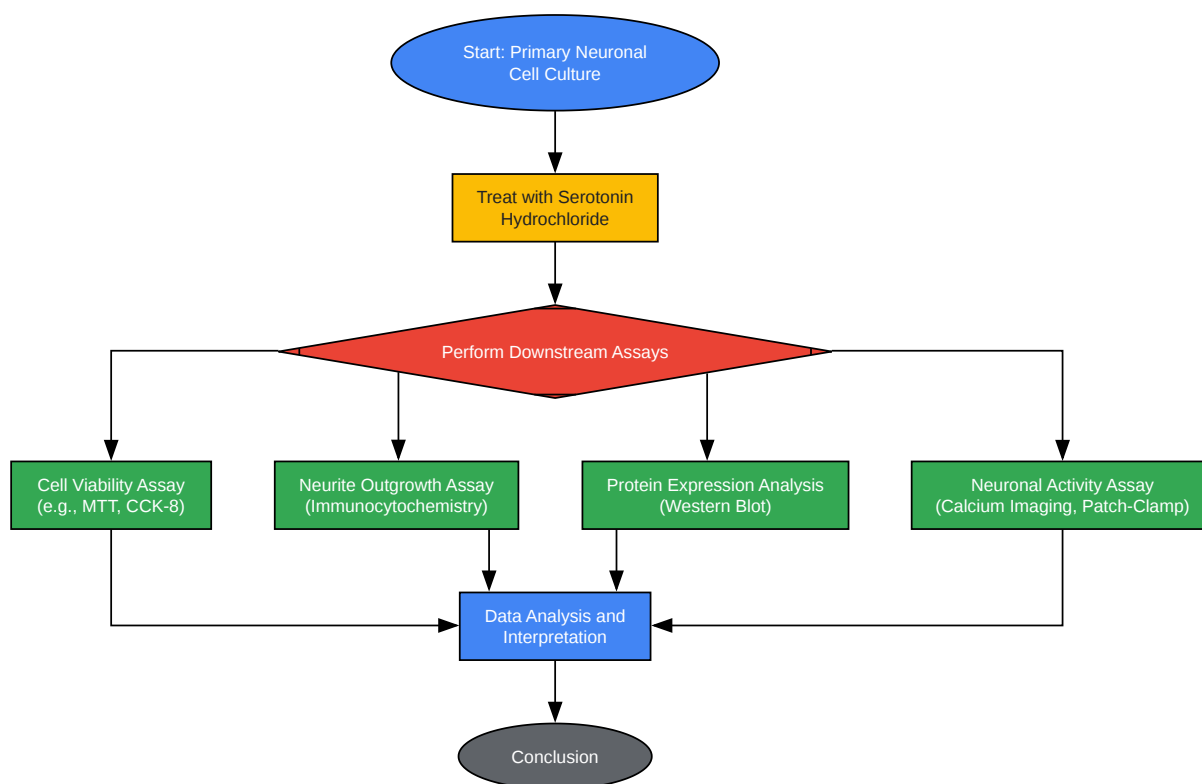 Start: Primary Neuronal
Cell Culture
Treat with Serotonin
Hydrochloride
Perform Downstream Assays
Cell Viability Assay
(e.g., MTT, CCK-8)
Neurite Outgrowth Assay
(Immunocytochemistry)
Protein Expression Analysis
(Western Blot)
Neuronal Activity Assay
(Calcium Imaging, Patch-Clamp)
Data Analysis and
Interpretation
Conclusion